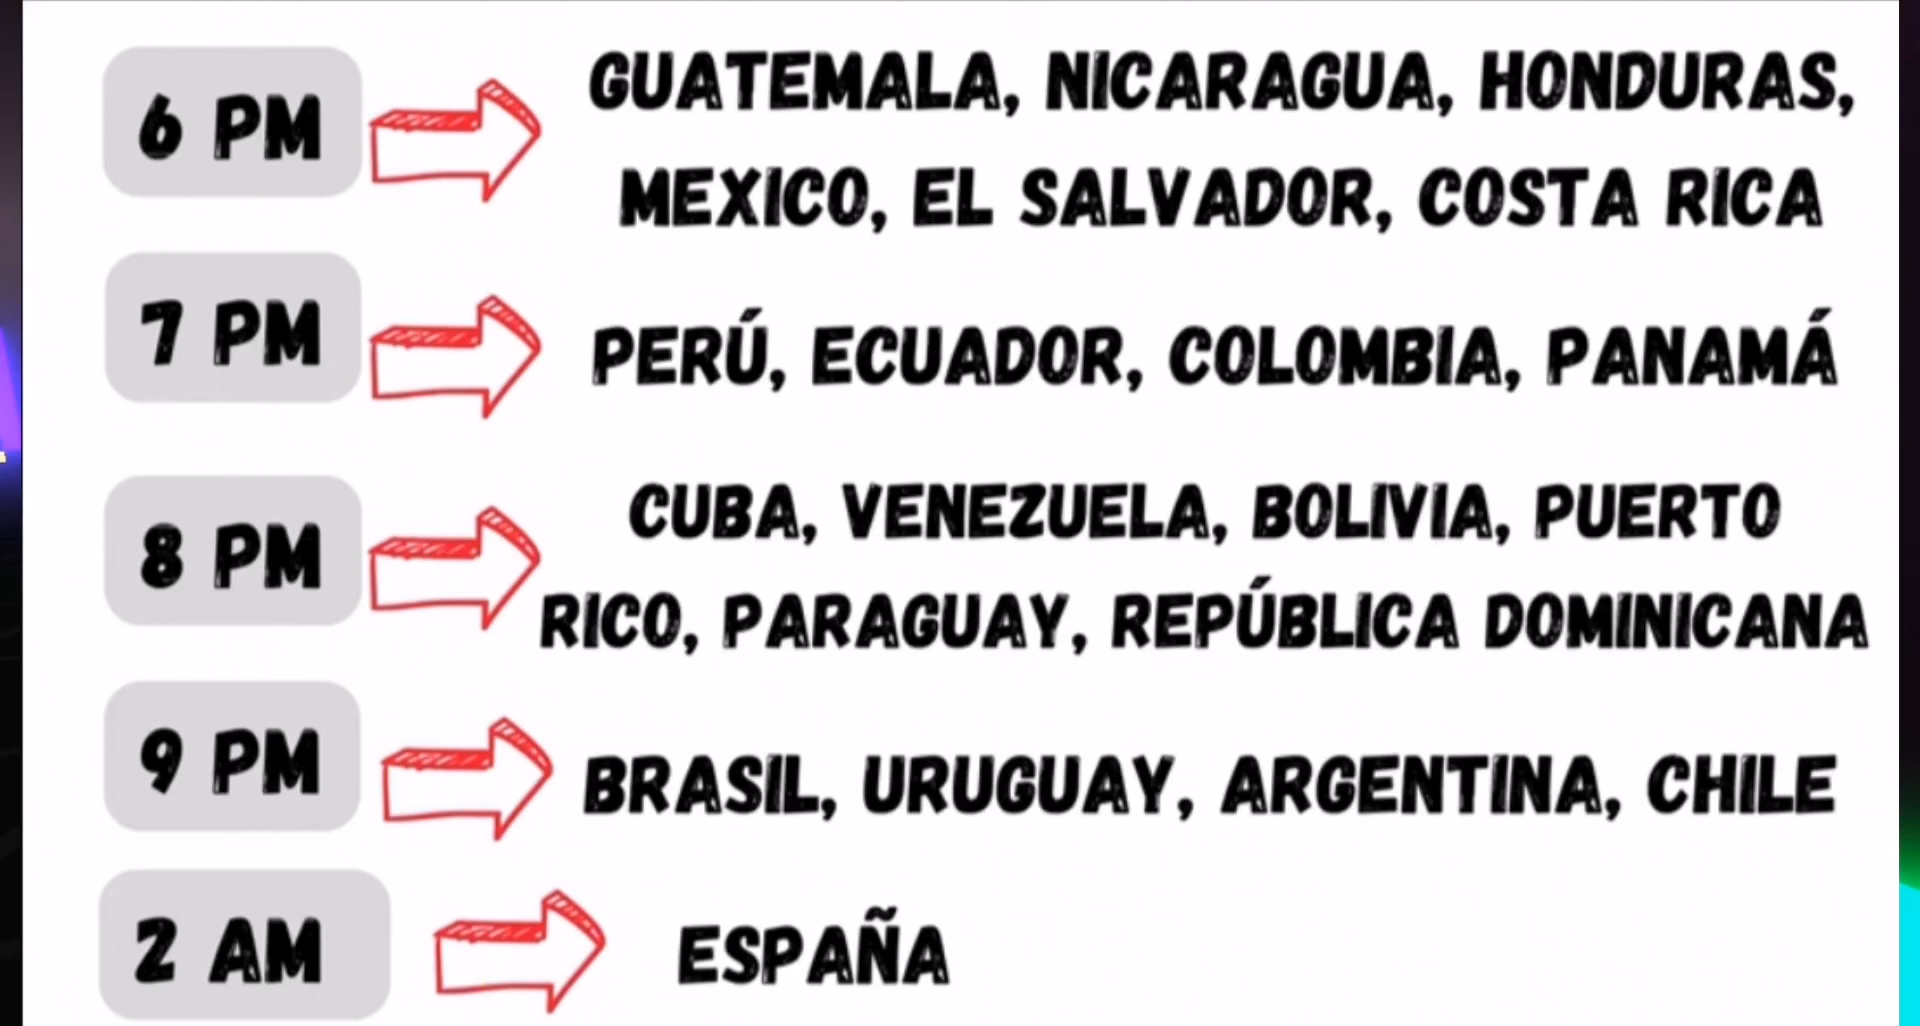 6 PM
GUATEMALA, NICARAGUA, HONDURAS,
MEXICO, EL SALVADOR, COSTA RICA
7 PM
PERÚ, ECUADOR, COLOMBIA, PANAMÁ
8 PM
CUBA, VENEZUELA, BOLIVIA, PUERTO
RICO, PARAGUAY, REPÚBLICA DOMINICANA
9 PM
BRASIL, URUGUAY, ARGENTINA, CHILE
2 AM
ESPAÑA